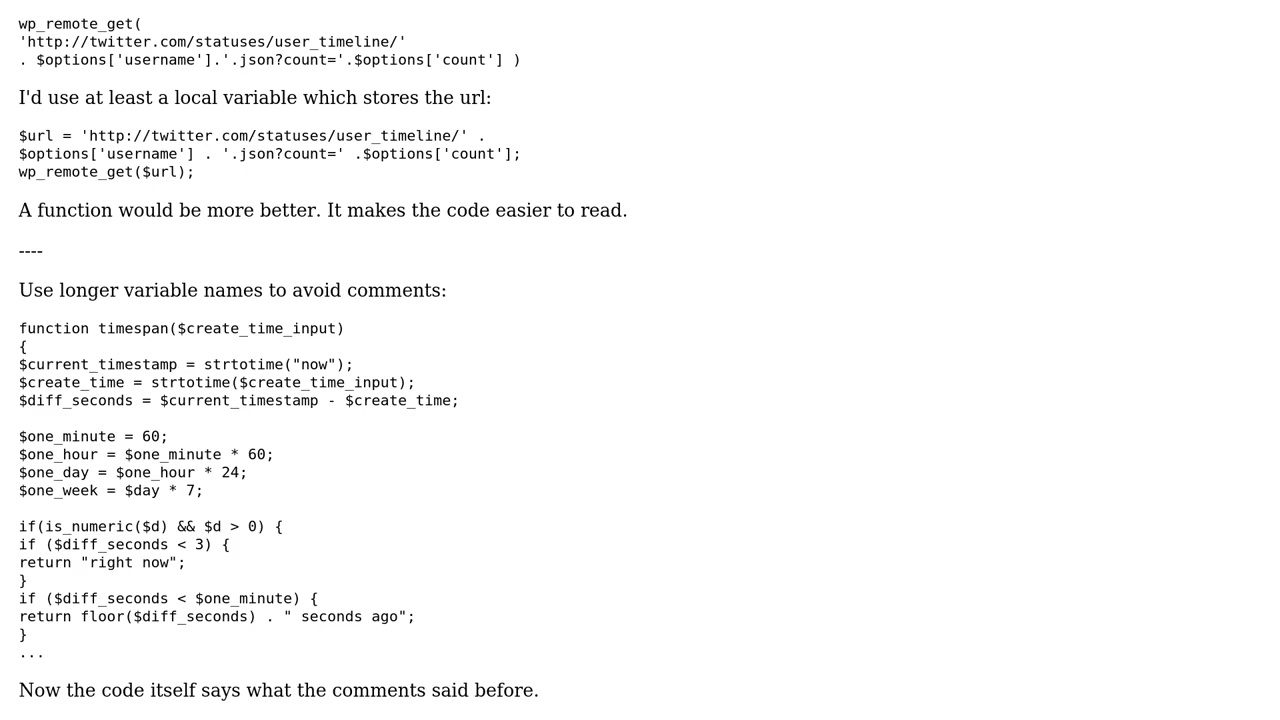 wp_remote_get(
'http://twitter.com/statuses/user_timeline/'
. $options['username'].'.json?count='.$options['count'] )
I'd use at least a local variable which stores the url:
$url = 'http://twitter.com/statuses/user_timeline/' .
$options['username'] . '.json?count=' .$options['count'];
wp_remote_get($url);
A function would be more better. It makes the code easier to read.
----
Use longer variable names to avoid comments:
function timespan($create_time_input)
{
$current_timestamp = strtotime("now");
$create_time = strtotime($create_time_input);
$diff_seconds = $current_timestamp - $create_time;
$one_minute = 60;
$one_hour = $one_minute * 60;
$one_day = $one_hour * 24;
$one_week = $day * 7;
if(is_numeric($d) && $d > 0) {
if ($diff_seconds < 3) {
return "right now";
}
if ($diff_seconds < $one_minute) {
return floor($diff_seconds) . " seconds ago";
}
...
Now the code itself says what the comments said before.